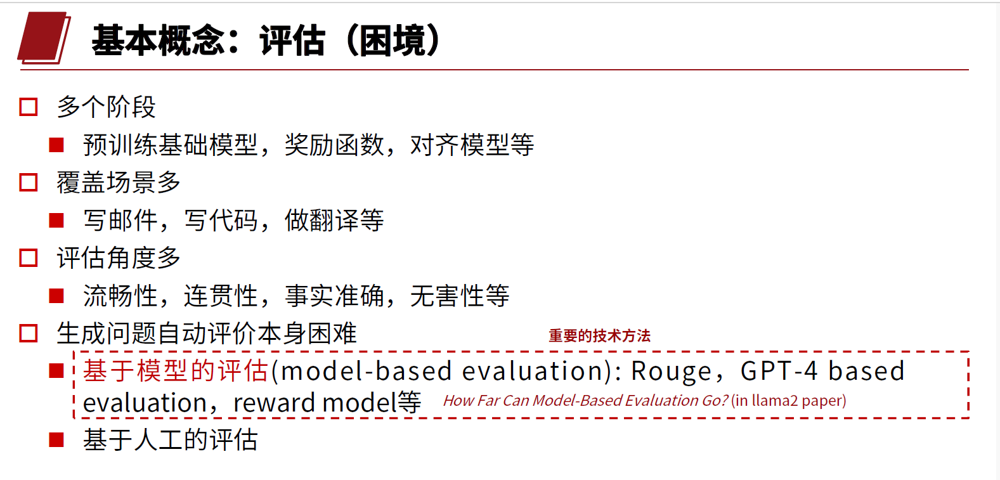 基本概念：评估（困境）
多个阶段
预训练基础模型，奖励函数，对齐模型等
覆盖场景多
写邮件，写代码，做翻译等
评估角度多
流畅性，连贯性，事实准确，无害性等
生成问题自动评价本身困难
重要的技术方法
基于模型的评估(model-based evaluation): Rouge，GPT-4 based
evaluation，reward model等 How Far Can Model-Based Evaluation Go? (in llama2 paper)
基于人工的评估